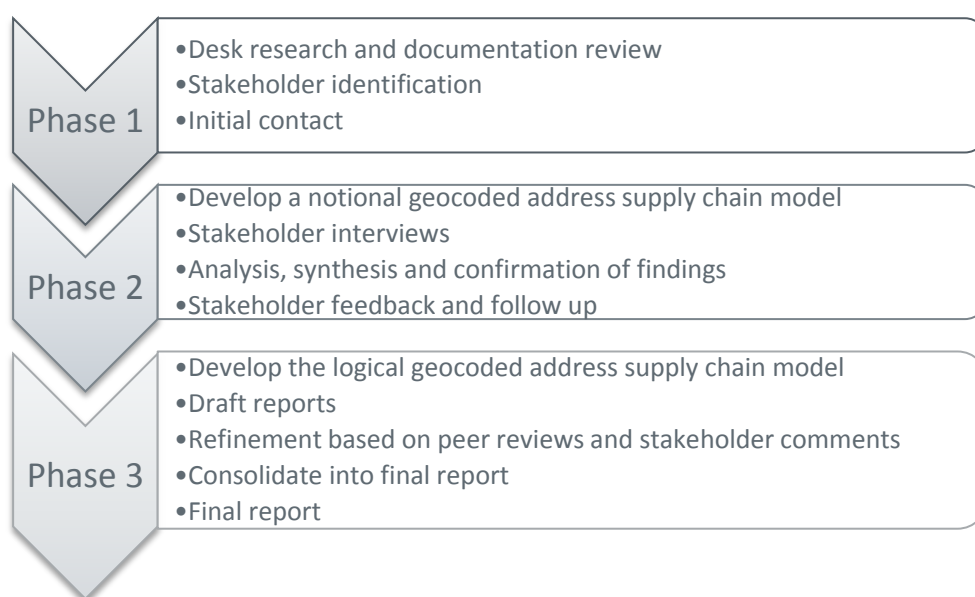 Phase 1
•Desk research and documentation review
•Stakeholder identification
•Initial contact
Phase 2
•Develop a notional geocoded address supply chain model
•Stakeholder interviews
•Analysis, synthesis and confirmation of findings
•Stakeholder feedback and follow up
Phase 3
•Develop the logical geocoded address supply chain model
•Draft reports
•Refinement based on peer reviews and stakeholder comments
•Consolidate into final report
•Final report